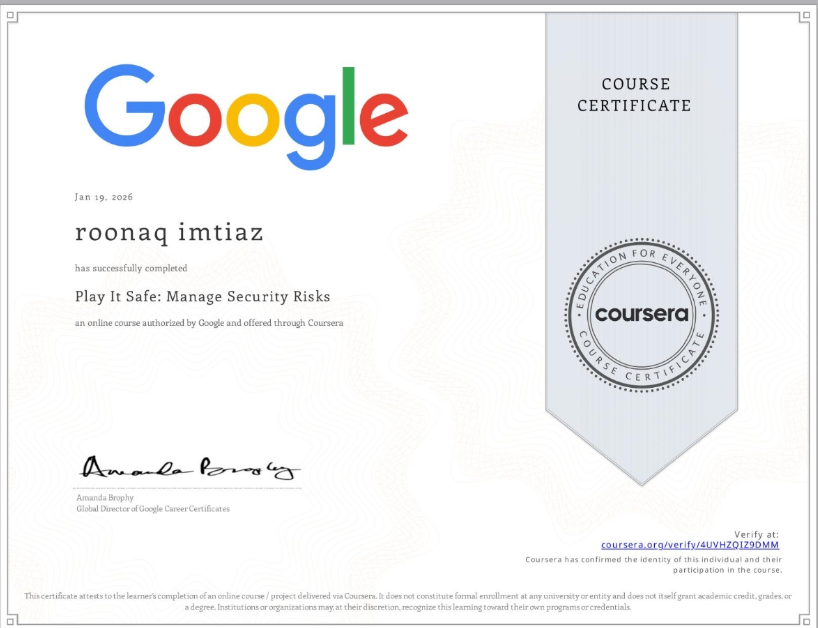 Google
COURSE
CERTIFICATE
Jan 19, 2026
roonaq imtiaz
has successfully completed
Play It Safe: Manage Security Risks
an online course authorized by Google and offered through Coursera
EDUCATION FOR EVERYONE
coursera
COURSE CERTIFICATE
Amanda Brophy
Amanda Brophy
Global Director of Google Career Certificates
Verify at:
coursera.org/verify/4UVHZQIZ9DMM
Coursera has confirmed the identity of this individual and their
participation in the course.
This certificate attests to the learner's completion of an online course / project delivered via Coursera. It does not constitute formal enrollment at any university or entity and does not itself grant academic credit, grades, or
a degree. Institutions or organizations may, at their discretion, recognize this learning toward their own programs or credentials.